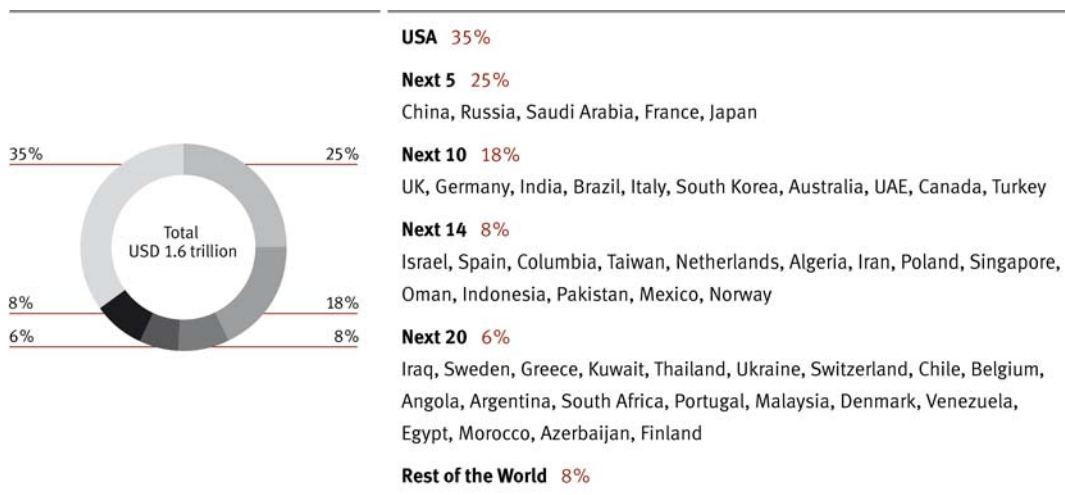 35%
25%
Total
USD 1.6 trillion
8%
18%
6%
8%
USA 35%
Next 5 25%
China, Russia, Saudi Arabia, France, Japan
Next 10 18%
UK, Germany, India, Brazil, Italy, South Korea, Australia, UAE, Canada, Turkey
Next 14 8%
Israel, Spain, Columbia, Taiwan, Netherlands, Algeria, Iran, Poland, Singapore,
Oman, Indonesia, Pakistan, Mexico, Norway
Next 20 6%
Iraq, Sweden, Greece, Kuwait, Thailand, Ukraine, Switzerland, Chile, Belgium,
Angola, Argentina, South Africa, Portugal, Malaysia, Denmark, Venezuela,
Egypt, Morocco, Azerbaijan, Finland
Rest of the World 8%